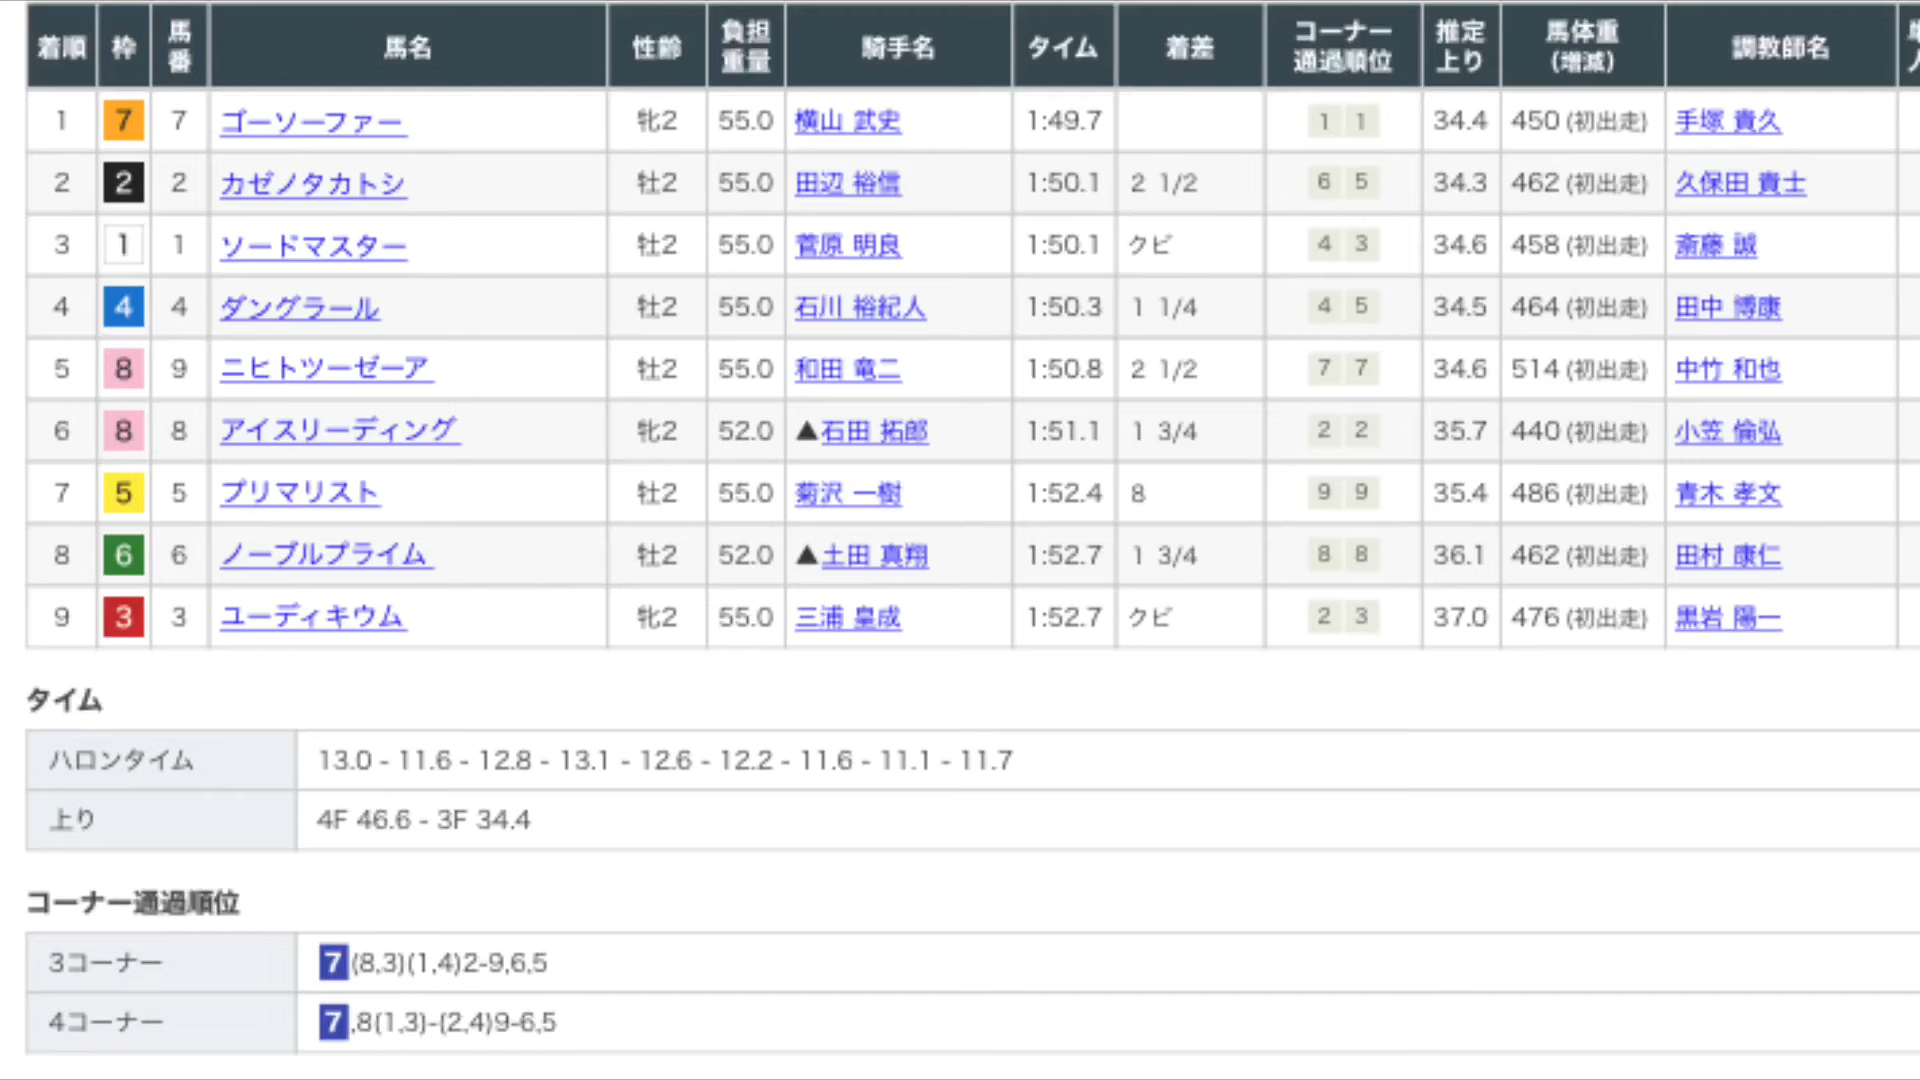 着順 枠 馬番 馬名 性齢 負担重量 騎手名 タイム 着差 コーナー通過順位 推定上り 馬体重(増減) 調教師名
1 7 7 ゴーソーファー 牝2 55.0 横山 武史 1:49.7 1 1 34.4 450 (初出走) 手塚 貴久
2 2 2 カゼノタカトシ 牡2 55.0 田辺 裕信 1:50.1 2 1/2 6 5 34.3 462 (初出走) 久保田 貴士
3 1 1 ソードマスター 牡2 55.0 菅原 明良 1:50.1 クビ 4 3 34.6 458 (初出走) 斎藤 誠
4 4 4 ダングラール 牡2 55.0 石川 裕紀人 1:50.3 1 1/4 4 5 34.5 464 (初出走) 田中 博康
5 8 9 ニヒトツーゼーア 牡2 55.0 和田 竜二 1:50.8 2 1/2 7 7 34.6 514 (初出走) 中竹 和也
6 8 8 アイスリーディング 牝2 52.0 ▲石田 拓郎 1:51.1 1 3/4 2 2 35.7 440 (初出走) 小笠 倫弘
7 5 5 プリマリスト 牡2 55.0 菊沢 一樹 1:52.4 8 9 9 35.4 486 (初出走) 青木 孝文
8 6 6 ノーブルプライム 牡2 52.0 ▲土田 真翔 1:52.7 1 3/4 8 8 36.1 462 (初出走) 田村 康仁
9 3 3 ユーディキウム 牝2 55.0 三浦 皇成 1:52.7 クビ 2 3 37.0 476 (初出走) 黒岩 陽一
タイム
ハロンタイム 13.0 - 11.6 - 12.8 - 13.1 - 12.6 - 12.2 - 11.6 - 11.1 - 11.7
上り 4F 46.6 - 3F 34.4
コーナー通過順位
3コーナー 7(8,3)(1,4)2-9,6,5
4コーナー 7,8(1,3)-(2,4)9-6,5